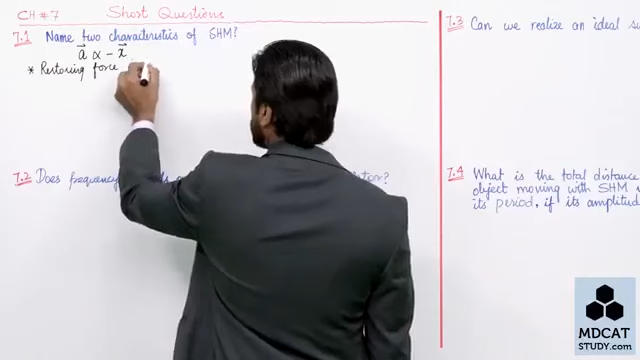 CH #7 Short Questions
7.1 Name two characteristics of SHM?
a⃗ ∝ - x⃗
* Restoring force
7.2 Does frequency
7.3 Can we realize an ideal s
7.4 What is the total distance
object moving with SHM
its period, if its amplitud
MDCAT
STUDY.com